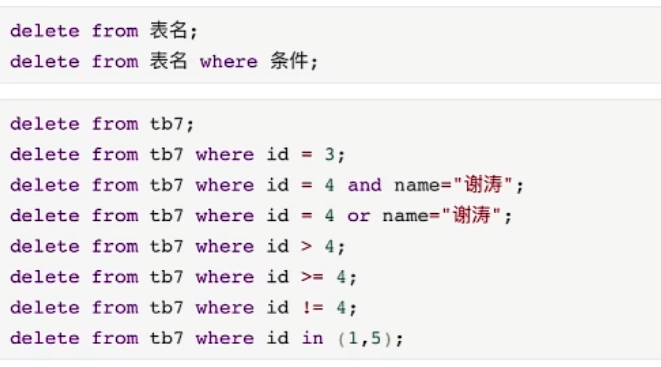 delete from 表名;
delete from 表名 where 条件;
delete from tb7;
delete from tb7 where id = 3;
delete from tb7 where id = 4 and name="谢涛";
delete from tb7 where id = 4 or name="谢涛";
delete from tb7 where id > 4;
delete from tb7 where id >= 4;
delete from tb7 where id != 4;
delete from tb7 where id in (1,5);